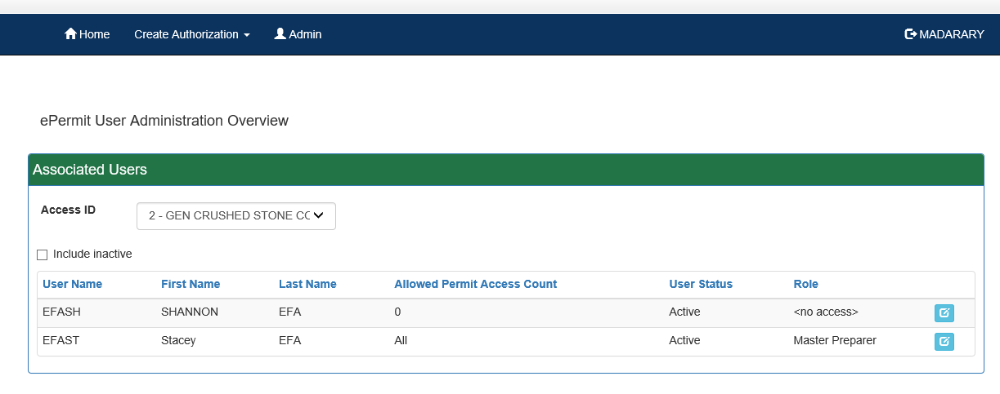 Home Create Authorization Admin MADARARY
ePermit User Administration Overview
Associated Users
Access ID 2 - GEN CRUSHED STONE CC
Include inactive
User Name First Name Last Name Allowed Permit Access Count User Status Role
EFASH SHANNON EFA 0 Active <no access>
EFAST Stacey EFA All Active Master Preparer